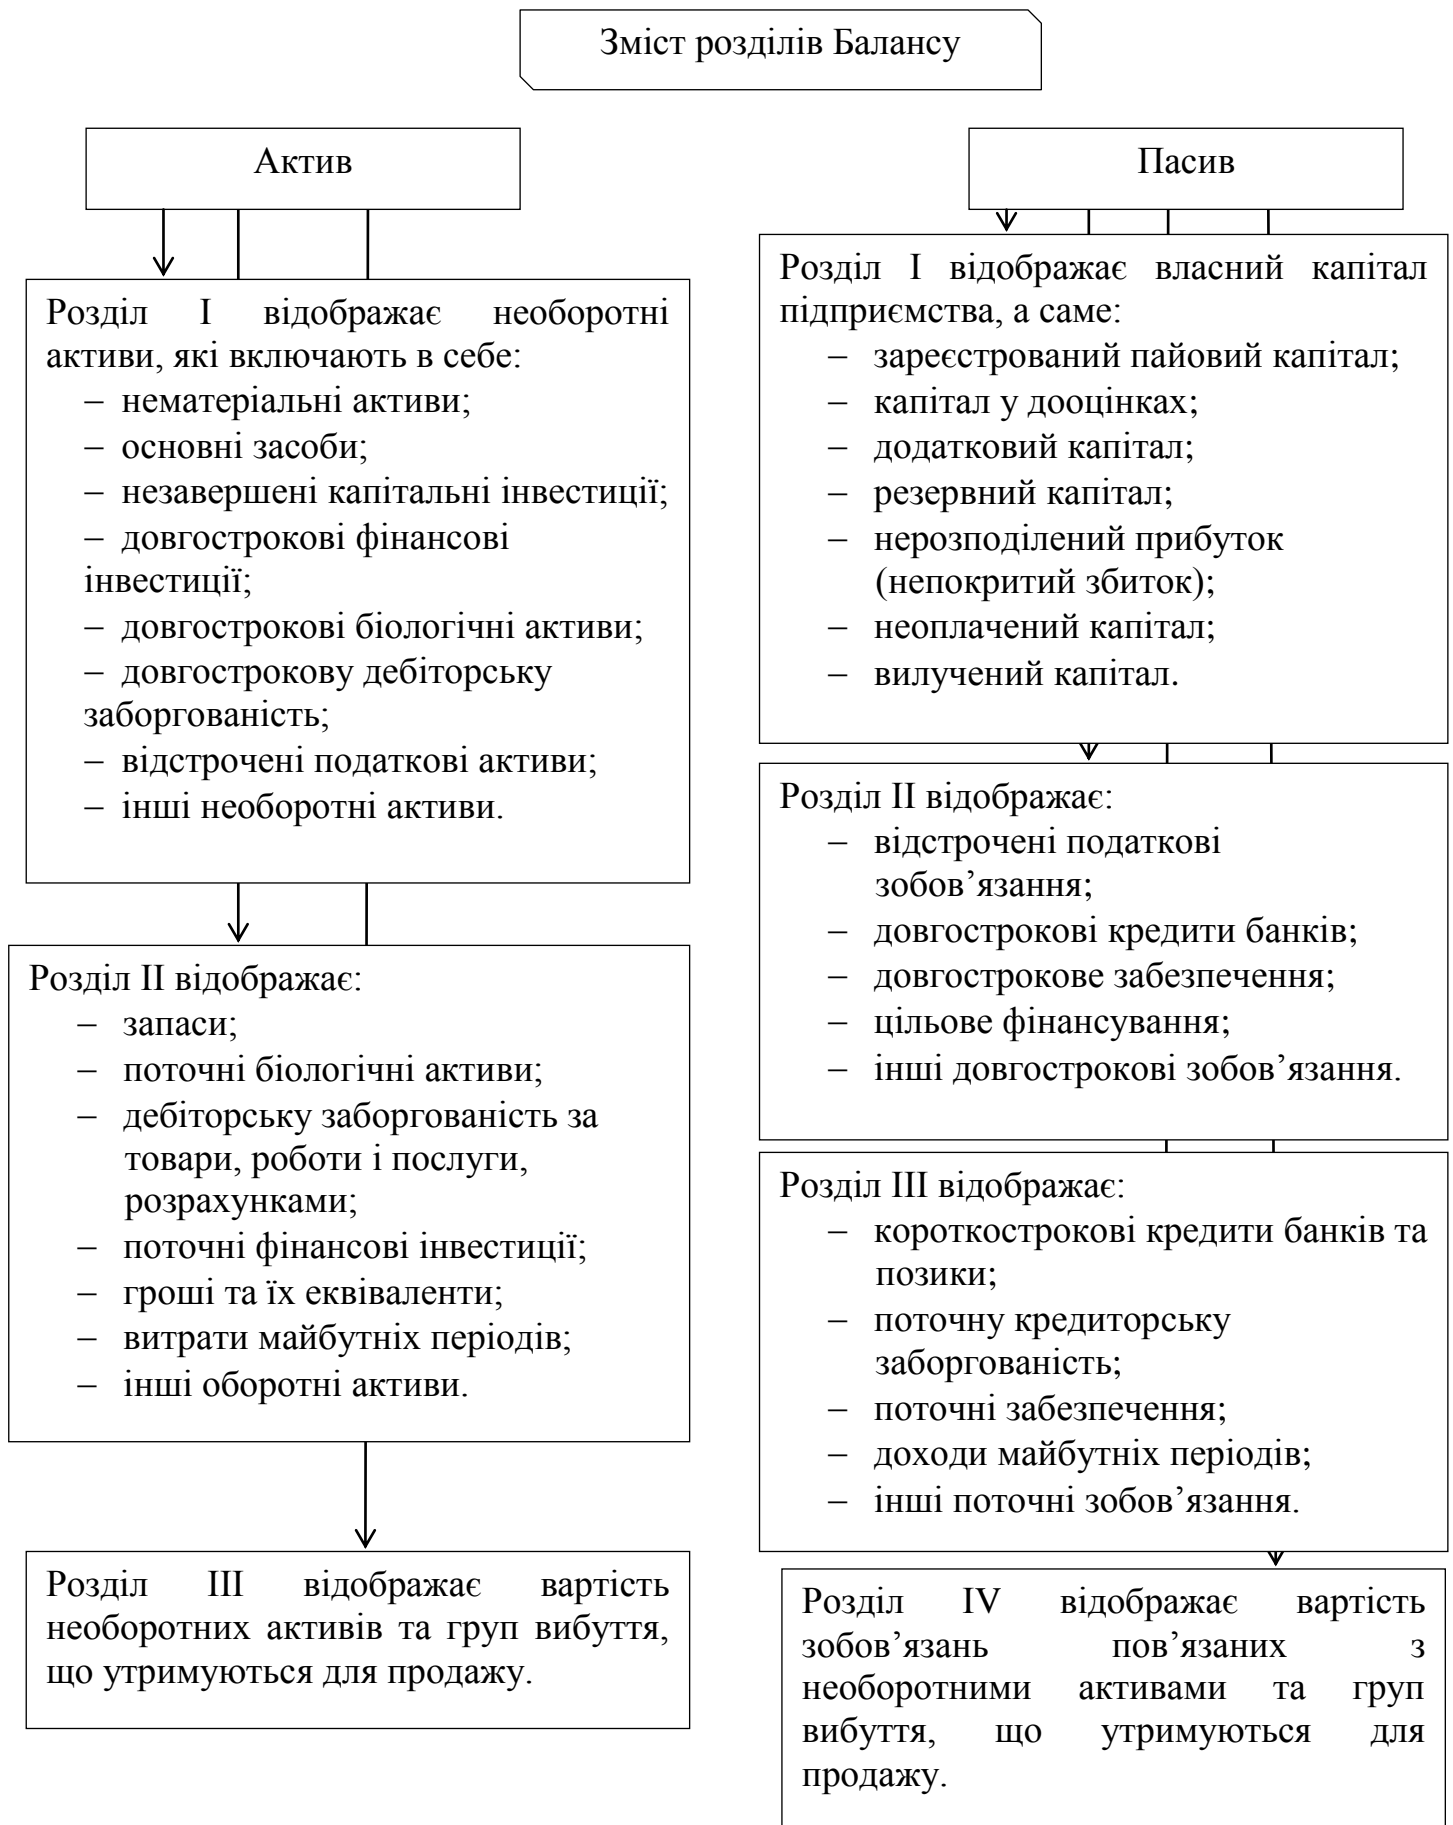 Зміст розділів Балансу
Актив
Розділ I відображає необоротні
активи, які включають в себе:
− нематеріальні активи;
− основні засоби;
− незавершені капітальні інвестиції;
− довгострокові фінансові
інвестиції;
− довгострокові біологічні активи;
− довгострокову дебіторську
заборгованість;
− відстрочені податкові активи;
− інші необоротні активи.
Розділ II відображає:
− запаси;
− поточні біологічні активи;
− дебіторську заборгованість за
товари, роботи і послуги,
розрахунками;
− поточні фінансові інвестиції;
− гроші та їх еквіваленти;
− витрати майбутніх періодів;
− інші оборотні активи.
Розділ III відображає вартість
необоротних активів та груп вибуття,
що утримуються для продажу.
Пасив
Розділ I відображає власний капітал
підприємства, а саме:
− зареєстрований пайовий капітал;
− капітал у дооцінках;
− додатковий капітал;
− резервний капітал;
− нерозподілений прибуток
(непокритий збиток);
− неоплачений капітал;
− вилучений капітал.
Розділ II відображає:
− відстрочені податкові
зобов’язання;
− довгострокові кредити банків;
− довгострокове забезпечення;
− цільове фінансування;
− інші довгострокові зобов’язання.
Розділ III відображає:
− короткострокові кредити банків та
позики;
− поточну кредиторську
заборгованість;
− поточні забезпечення;
− доходи майбутніх періодів;
− інші поточні зобов’язання.
Розділ IV відображає вартість
зобов’язань пов’язаних з
необоротними активами та груп
вибуття, що утримуються для
продажу.